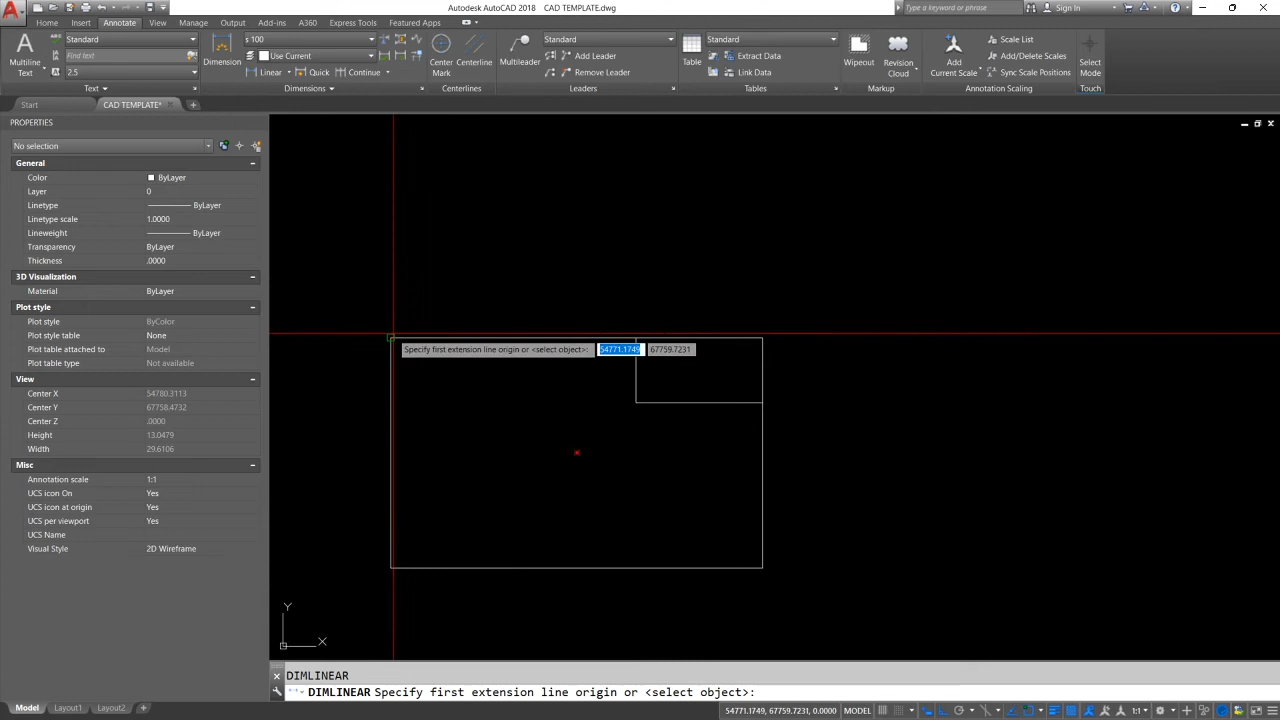 Autodesk AutoCAD 2018 CAD TEMPLATE.dwg Type a keyword or phrase Sign In
Home Insert Annotate View Manage Output Add-ins A360 Express Tools Featured Apps
Multiline Text
Standard
Find text
2.5
Text
Dimension
s 100
Use Current
Linear Quick Continue
Dimensions
Center Mark Centerline
Centerlines
Multileader
Standard
Add Leader
Remove Leader
Leaders
Table
Standard
Extract Data
Link Data
Tables
Wipeout Revision Cloud
Markup
Add Current Scale
Scale List
Add/Delete Scales
Sync Scale Positions
Annotation Scaling
Select Mode
Touch
Start CAD TEMPLATE*
PROPERTIES
No selection
General
Color ByLayer
Layer 0
Linetype ByLayer
Linetype scale 1.0000
Lineweight ByLayer
Transparency ByLayer
Thickness .0000
3D Visualization
Material ByLayer
Plot style
Plot style ByColor
Plot style table None
Plot table attached to Model
Plot table type Not available
View
Center X 54780.3113
Center Y 67758.4732
Center Z .0000
Height 13.0479
Width 29.6106
Misc
Annotation scale 1:1
UCS icon On Yes
UCS icon at origin Yes
UCS per viewport Yes
UCS Name
Visual Style 2D Wireframe
Specify first extension line origin or <select object>: 54771.1749 67759.7231
Y
X
DIMLINEAR
DIMLINEAR Specify first extension line origin or <select object>:
Model Layout1 Layout2 54771.1749, 67759.7231, 0.0000 MODEL 1:1